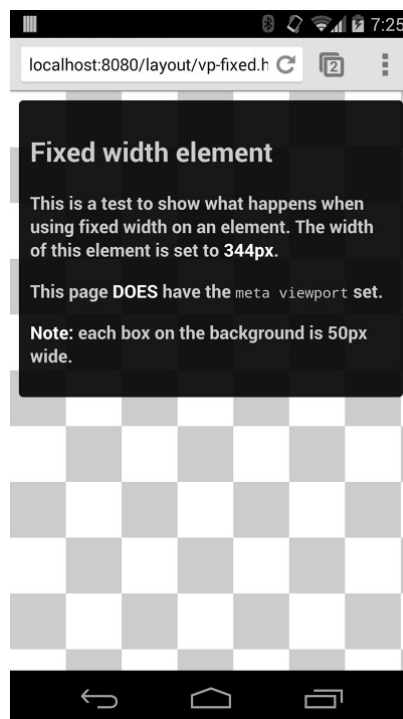 7:25
localhost:8080/layout/vp-fixed.h
2
Fixed width element
This is a test to show what happens when
using fixed width on an element. The width
of this element is set to 344px.
This page DOES have the meta viewport set.
Note: each box on the background is 50px
wide.